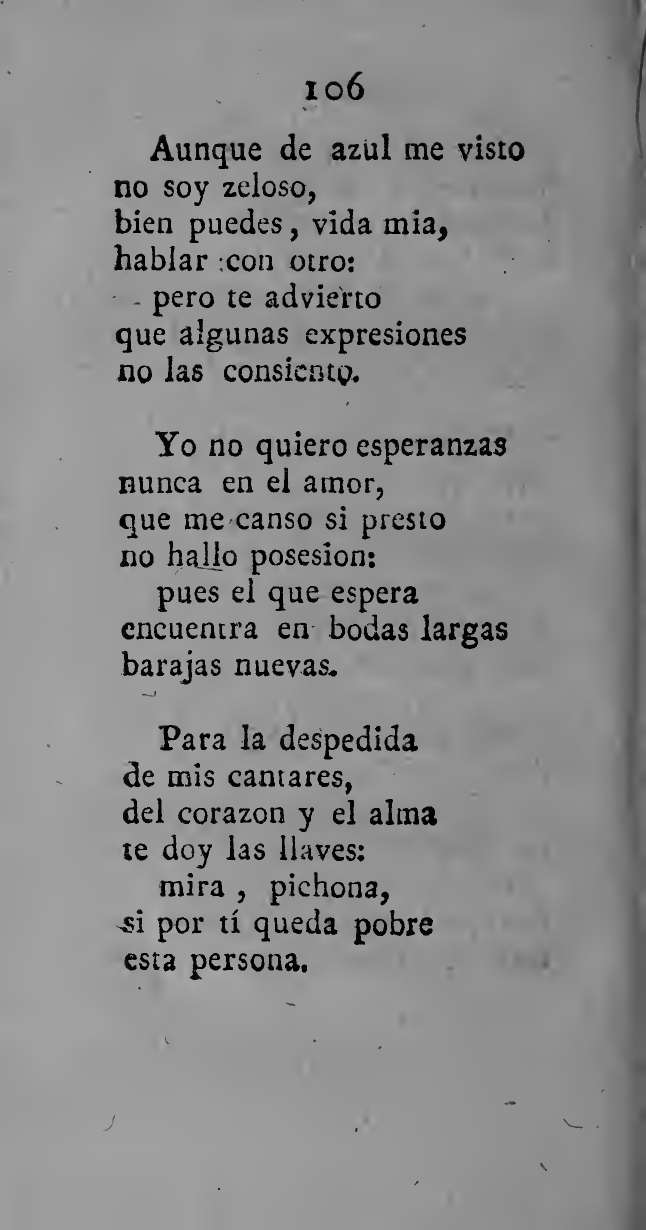 106
Aunque de azul me visto
no soy zeloso,
bien puedes, vida mia,
hablar con otro:
pero te advierto
que algunas expresiones
no las consiento.
Yo no quiero esperanzas
nunca en el amor,
que me canso si presto
no hallo posesion:
pues el que espera
encuentra en bodas largas
barajas nuevas.
Para la despedida
de mis cantares,
del corazon y el alma
te doy las llaves:
mira, pichona,
si por tí queda pobre
esta persona.